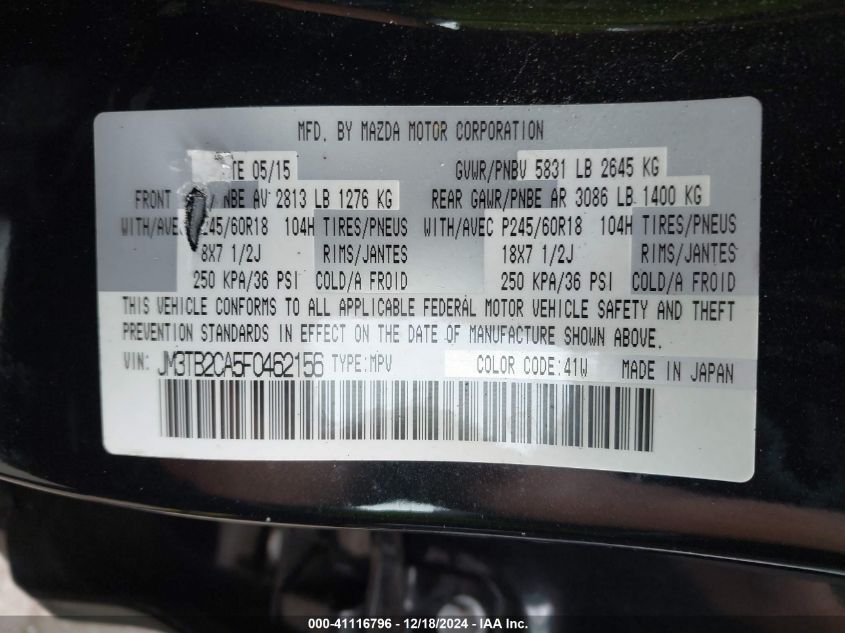 MFD. BY MAZDA MOTOR CORPORATION
TE 05/15 GVWR/PNBV 5831 LB 2645 KG
FRONT NBE AV 2813 LB 1276 KG REAR GAWR/PNBE AR 3086 LB 1400 KG
WITH/AVEC P245/60R18 104H TIRES/PNEUS WITH/AVEC P245/60R18 104H TIRES/PNEUS
8X7 1/2J RIMS/JANTES 18X7 1/2J RIMS/JANTES
250 KPA/36 PSI COLD/A FROID 250 KPA/36 PSI COLD/A FROID
THIS VEHICLE CONFORMS TO ALL APPLICABLE FEDERAL MOTOR VEHICLE SAFETY AND THEFT
PREVENTION STANDARDS IN EFFECT ON THE DATE OF MANUFACTURE SHOWN ABOVE.
VIN: JM3TB2CA5F0462156 TYPE:MPV COLOR CODE:41W MADE IN JAPAN
000-41116796 - 12/18/2024 - IAA Inc.